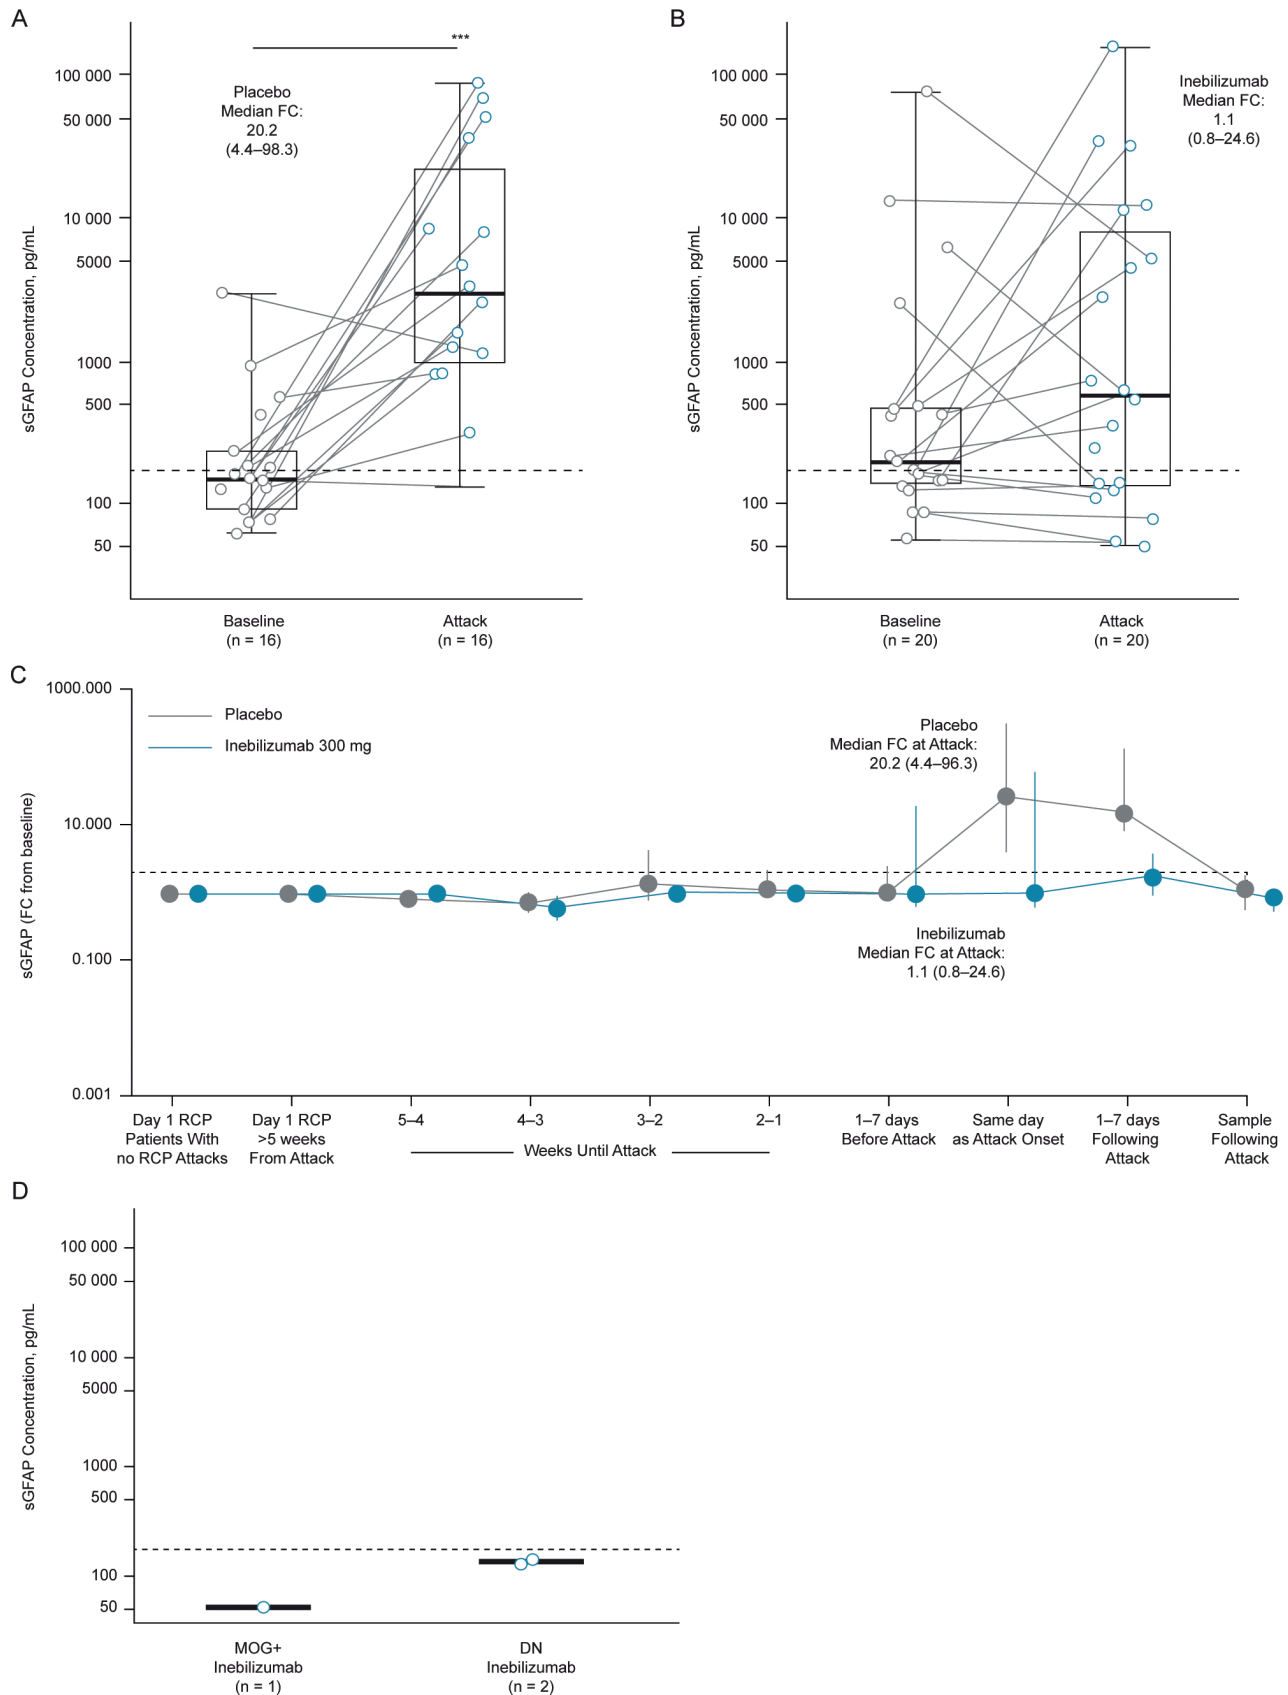 A
sGFAP Concentration, pg/mL
100 000
50 000
10 000
5000
1000
500
100
50
***
Placebo
Median FC:
20.2
(4.4–98.3)
Baseline
(n = 16)
Attack
(n = 16)
B
sGFAP Concentration, pg/mL
100 000
50 000
10 000
5000
1000
500
100
50
Inebilizumab
Median FC:
1.1
(0.8–24.6)
Baseline
(n = 20)
Attack
(n = 20)
C
sGFAP (FC from baseline)
1000.000
10.000
0.100
0.001
Placebo
Inebilizumab 300 mg
Placebo
Median FC at Attack:
20.2 (4.4–96.3)
Inebilizumab
Median FC at Attack:
1.1 (0.8–24.6)
Day 1 RCP
Patients With
no RCP Attacks
Day 1 RCP
>5 weeks
From Attack
5–4
4–3
3–2
2–1
Weeks Until Attack
1–7 days
Before Attack
Same day
as Attack Onset
1–7 days
Following
Attack
Sample
Following
Attack
D
sGFAP Concentration, pg/mL
100 000
50 000
10 000
5000
1000
500
100
50
MOG+
Inebilizumab
(n = 1)
DN
Inebilizumab
(n = 2)